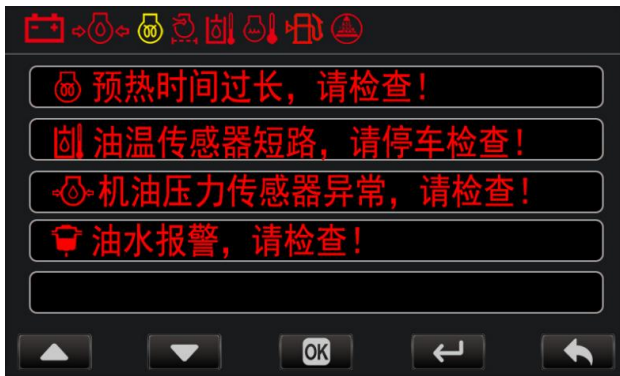 预热时间过长，请检查！
油温传感器短路，请停车检查！
机油压力传感器异常，请检查！
油水报警，请检查！
OK